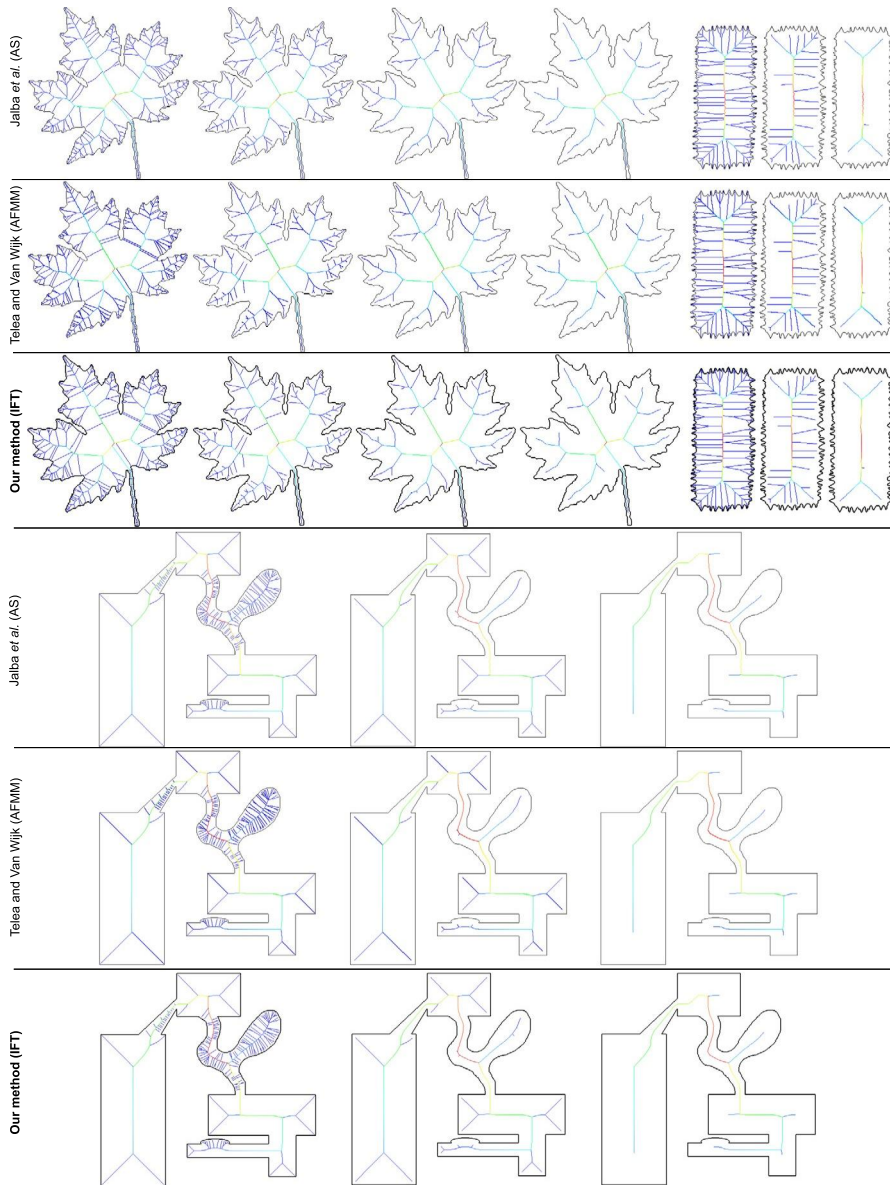 Jalba et al. (AS)
Telea and Van Wijk (AFMM)
Our method (IFT)
Jalba et al. (AS)
Telea and Van Wijk (AFMM)
Our method (IFT)